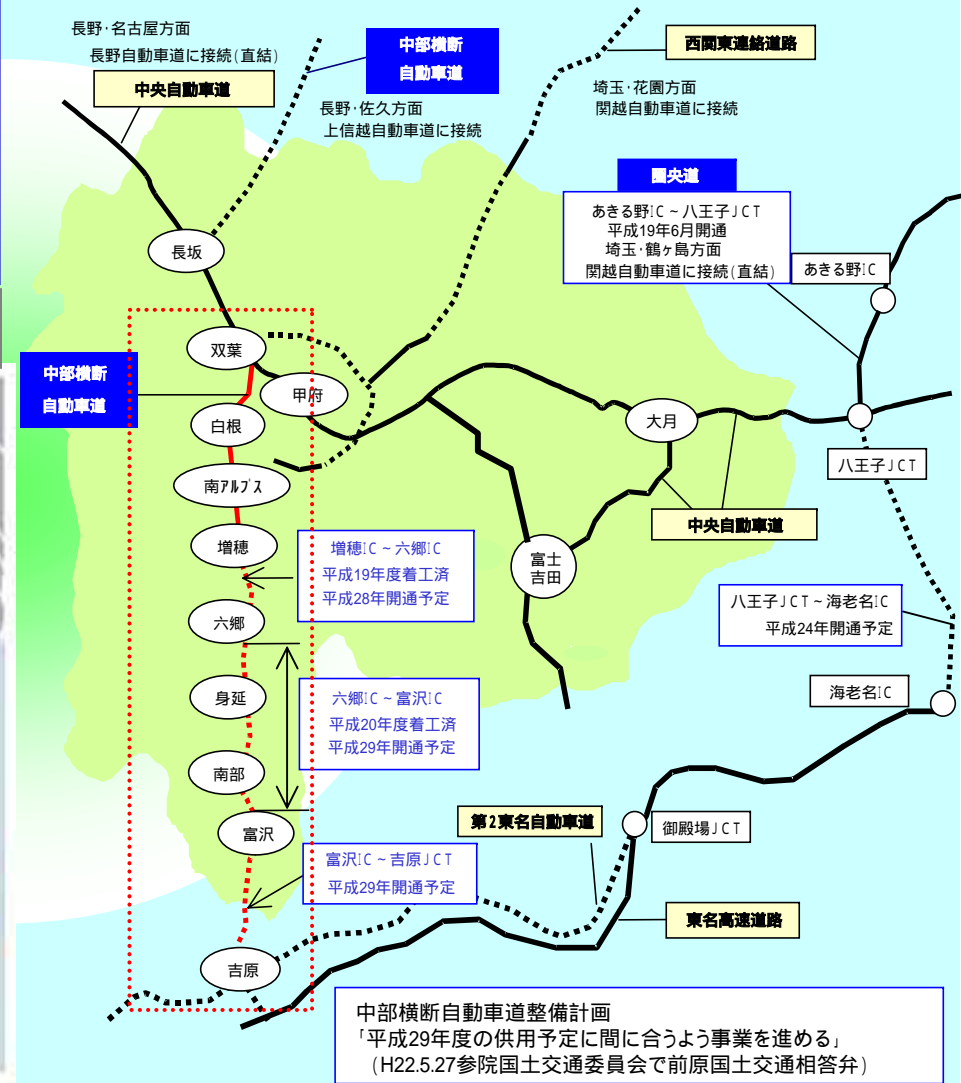 長野・名古屋方面
長野自動車道に接続(直結)
中央自動車道
中部横断
自動車道
長野・佐久方面
上信越自動車道に接続
西関東連絡道路
埼玉・花園方面
関越自動車道に接続
圏央道
あきる野IC~八王子JCT
平成19年6月開通
埼玉・鶴ヶ島方面
関越自動車道に接続(直結)
あきる野IC
長坂
双葉
中部横断
自動車道
甲府
白根
大月
八王子JCT
南アルプス
中央自動車道
増穂
増穂IC~六郷IC
平成19年度着工済
平成28年開通予定
富士
吉田
八王子JCT~海老名IC
平成24年開通予定
六郷
身延
六郷IC~富沢IC
平成20年度着工済
平成29年開通予定
海老名IC
南部
富沢
第2東名自動車道
御殿場JCT
富沢IC~吉原JCT
平成29年開通予定
東名高速道路
吉原
中部横断自動車道整備計画
「平成29年度の供用予定に間に合うよう事業を進める」
(H22.5.27参院国土交通委員会で前原国土交通相答弁)